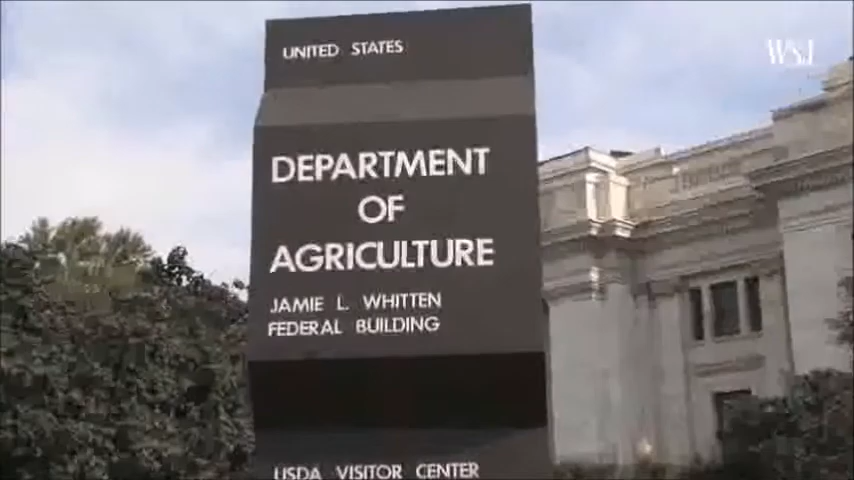 WSJ
UNITED STATES
DEPARTMENT
OF
AGRICULTURE
JAMIE L. WHITTEN
FEDERAL BUILDING
USDA VISITOR CENTER